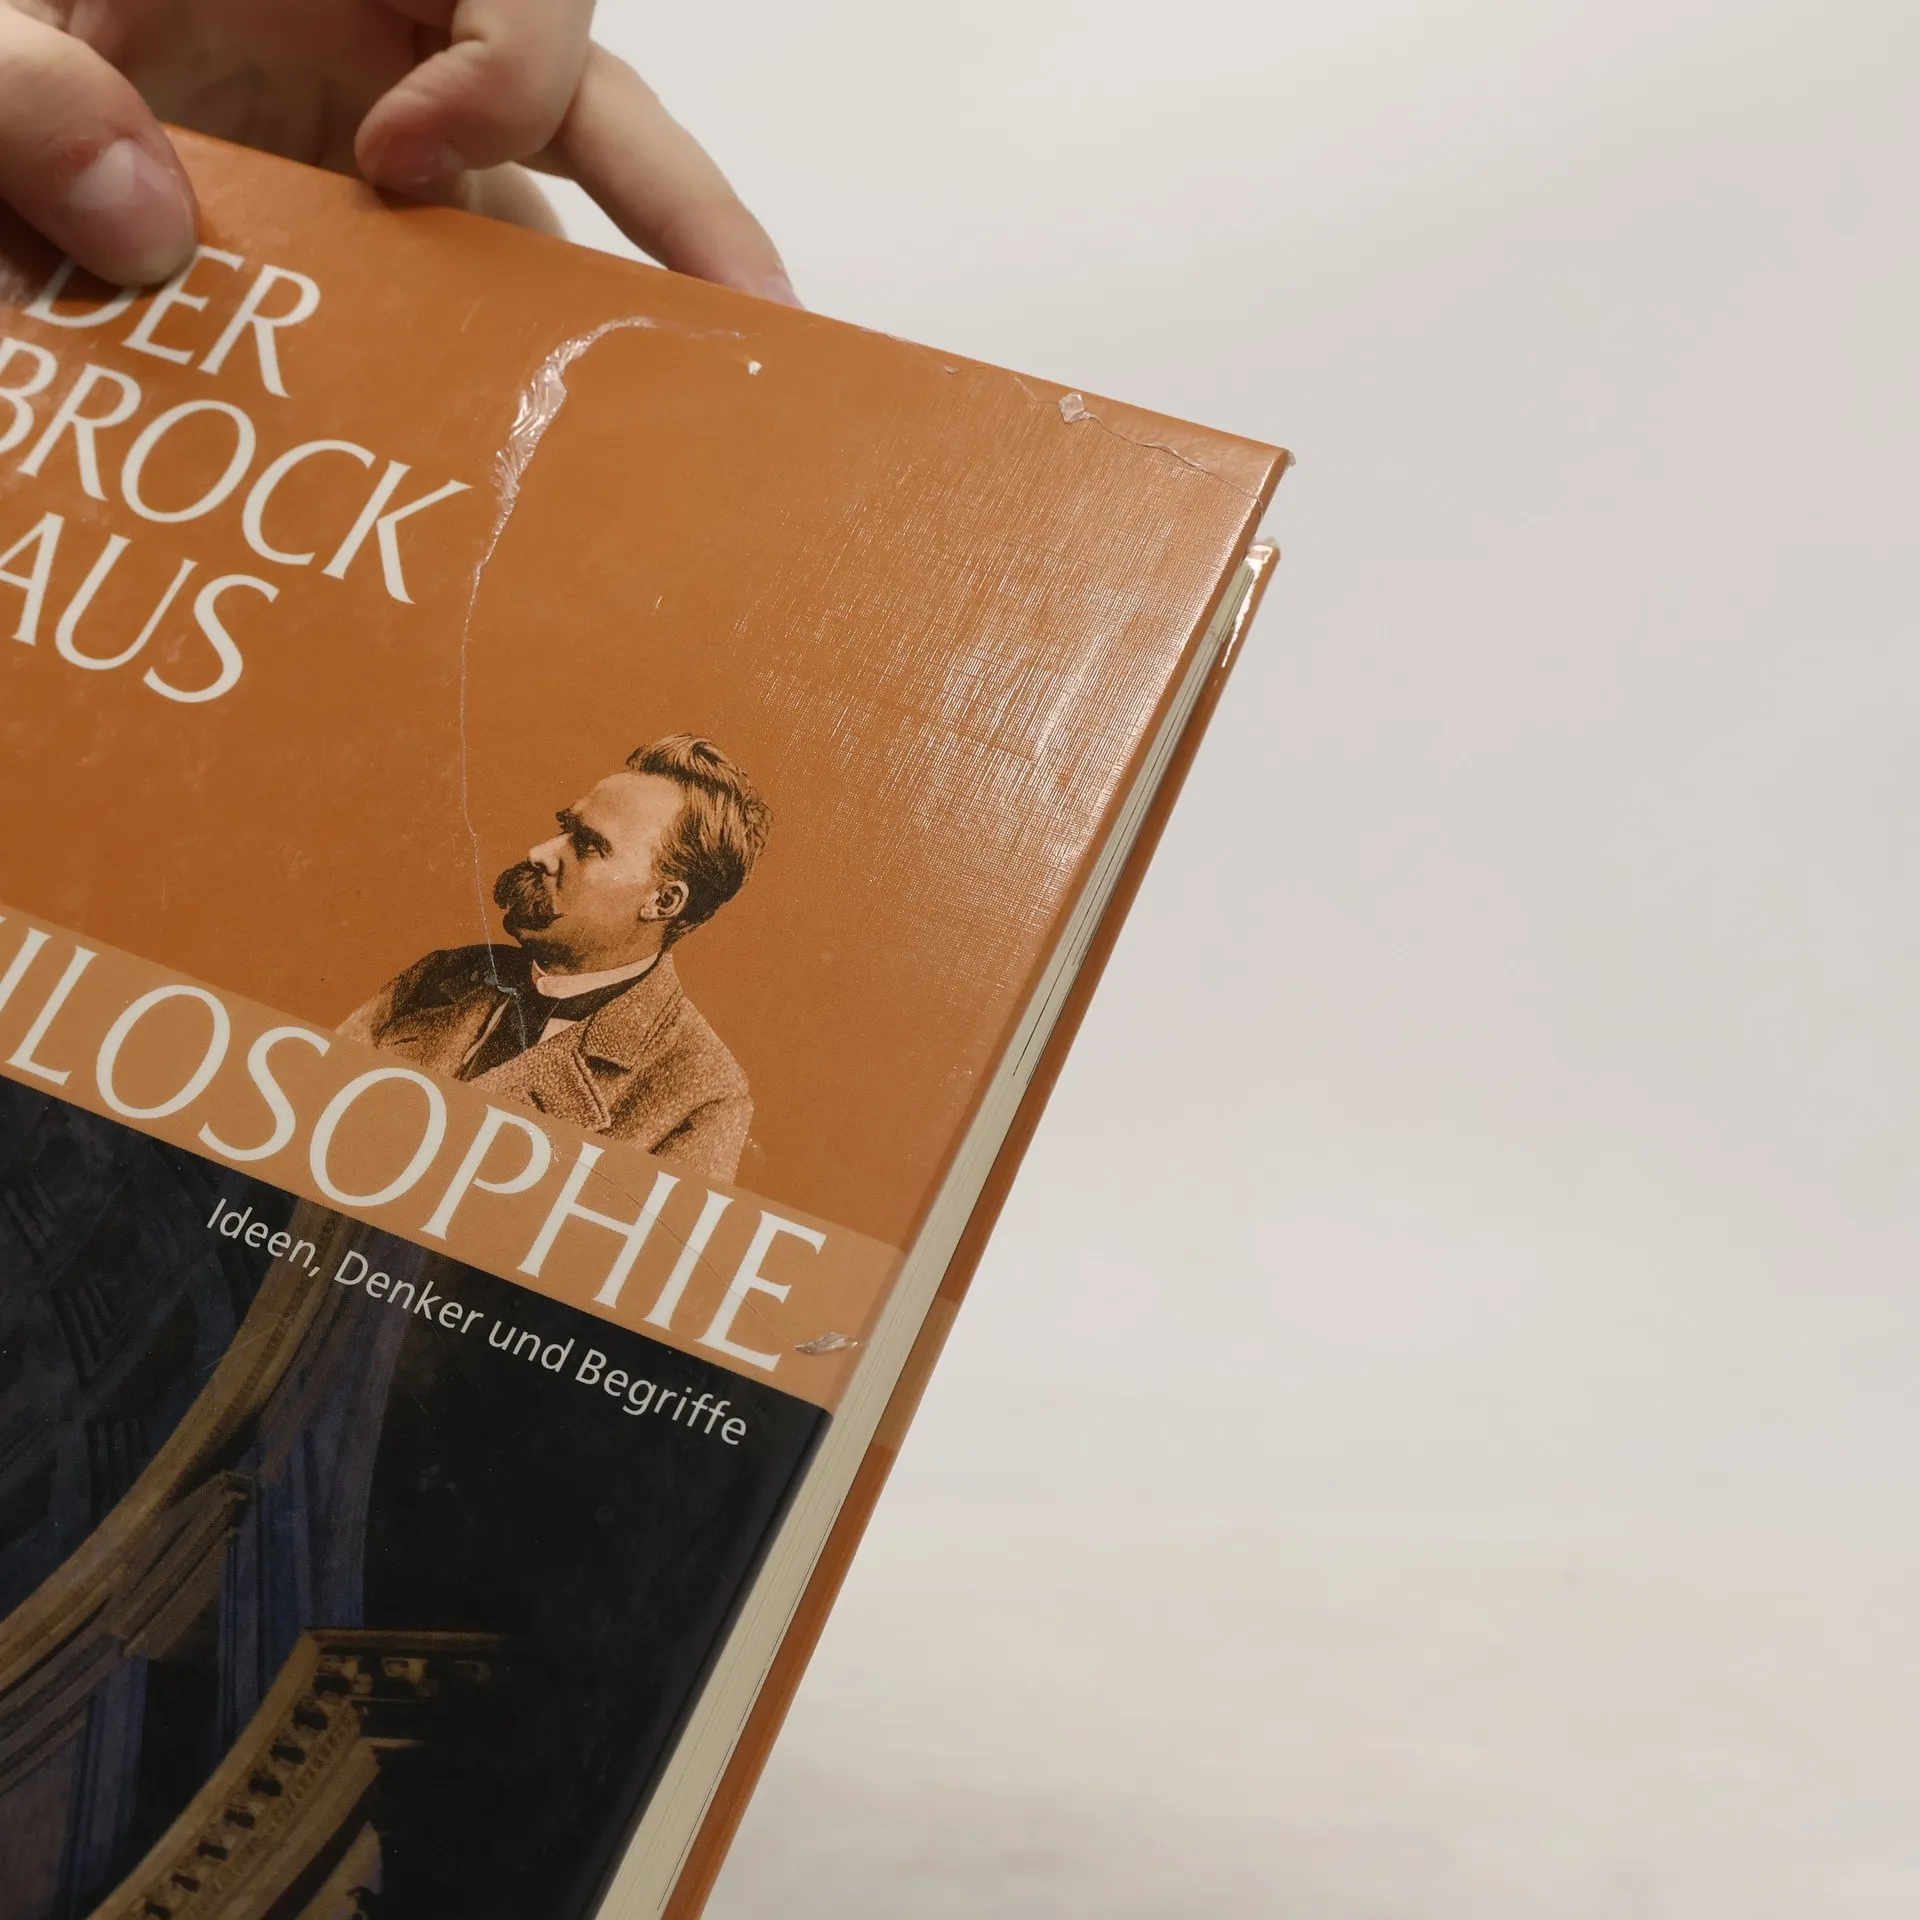 DER
BROCK
AUS
ILOSOPHIE
Ideen, Denker und Begriffe